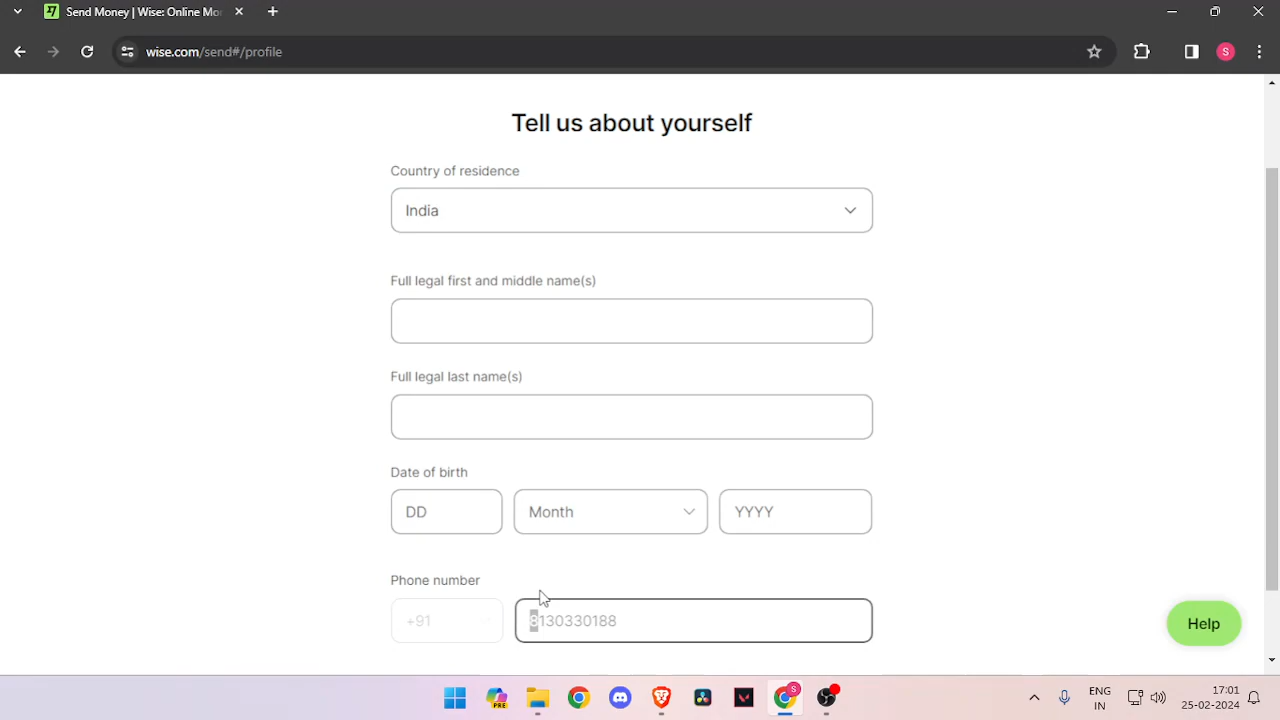 Send Money | Wise: Online Mor
wise.com/send#/profile
S
Tell us about yourself
Country of residence
India
Full legal first and middle name(s)
Full legal last name(s)
Date of birth
DD Month YYYY
Phone number
+91 8130330188
Help
PRE
S
ENG
IN
17:01
25-02-2024